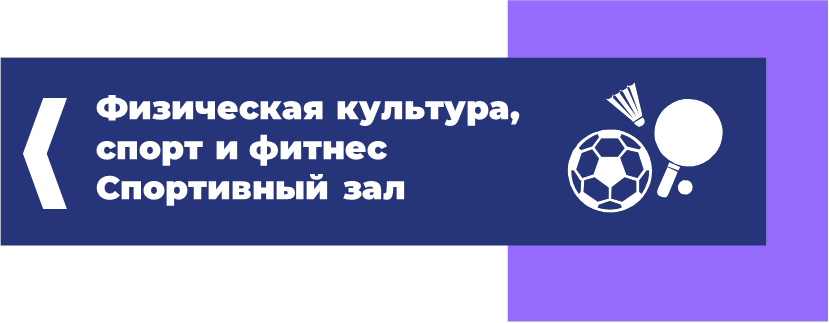 Физическая культура,
спорт и фитнес
Спортивный зал